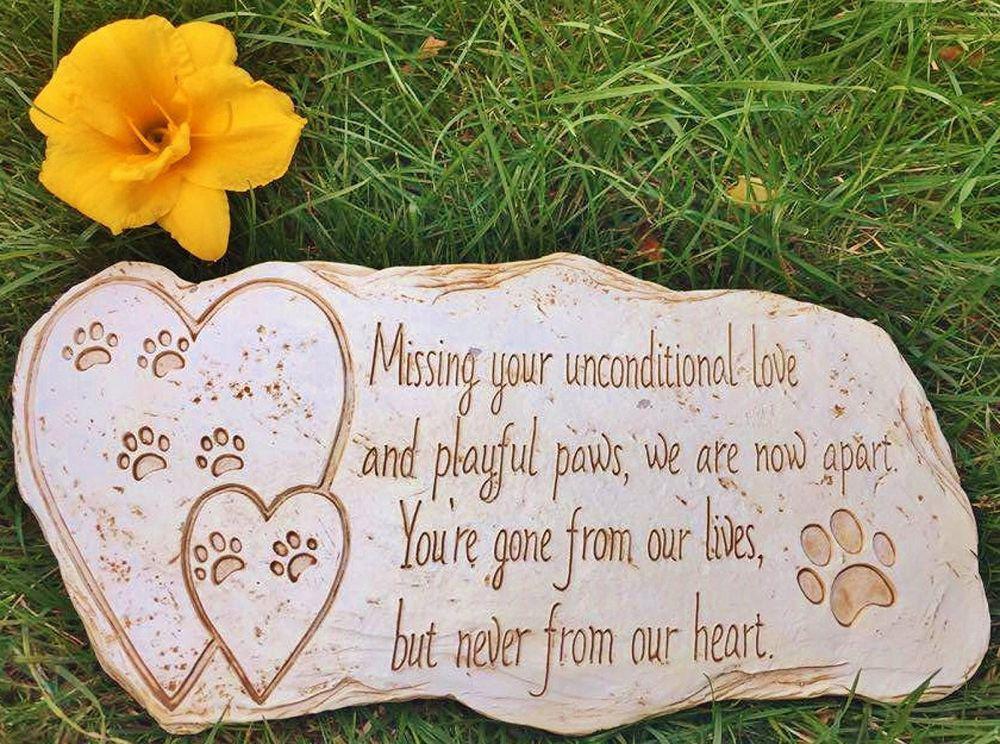 Missing your unconditional love
and playful paws, we are now apart.
You're gone from our lives,
but never from our heart.